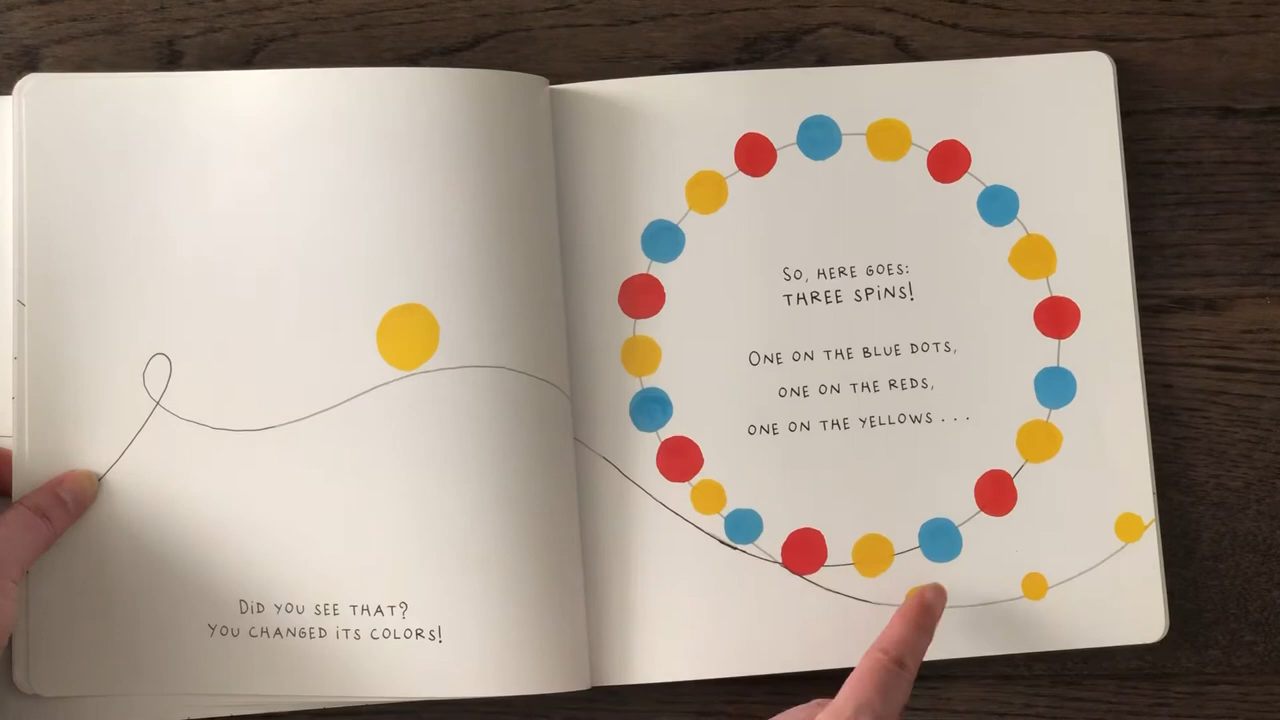 DiD YOU SEE THAT?
YOU CHANGED iTS COLORS!
SO, HERE GOES:
THREE SPiNS!
ONE ON THE BLUE DOTS,
ONE ON THE REDS,
ONE ON THE YELLOWS . . .